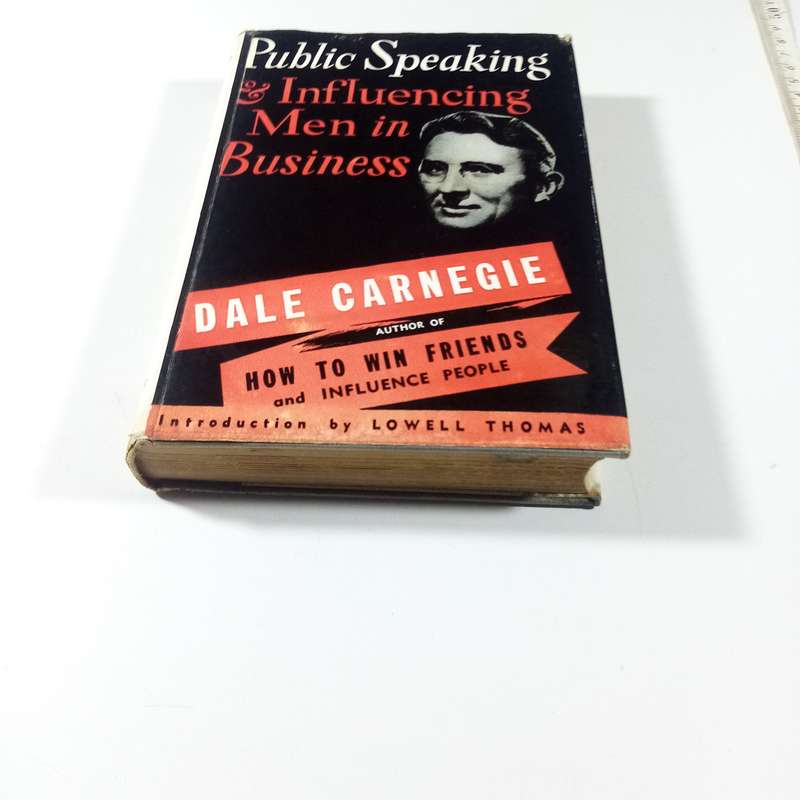 Public Speaking
& Influencing
Men in
Business
DALE CARNEGIE
AUTHOR OF
HOW TO WIN FRIENDS
and INFLUENCE PEOPLE
Introduction by LOWELL THOMAS